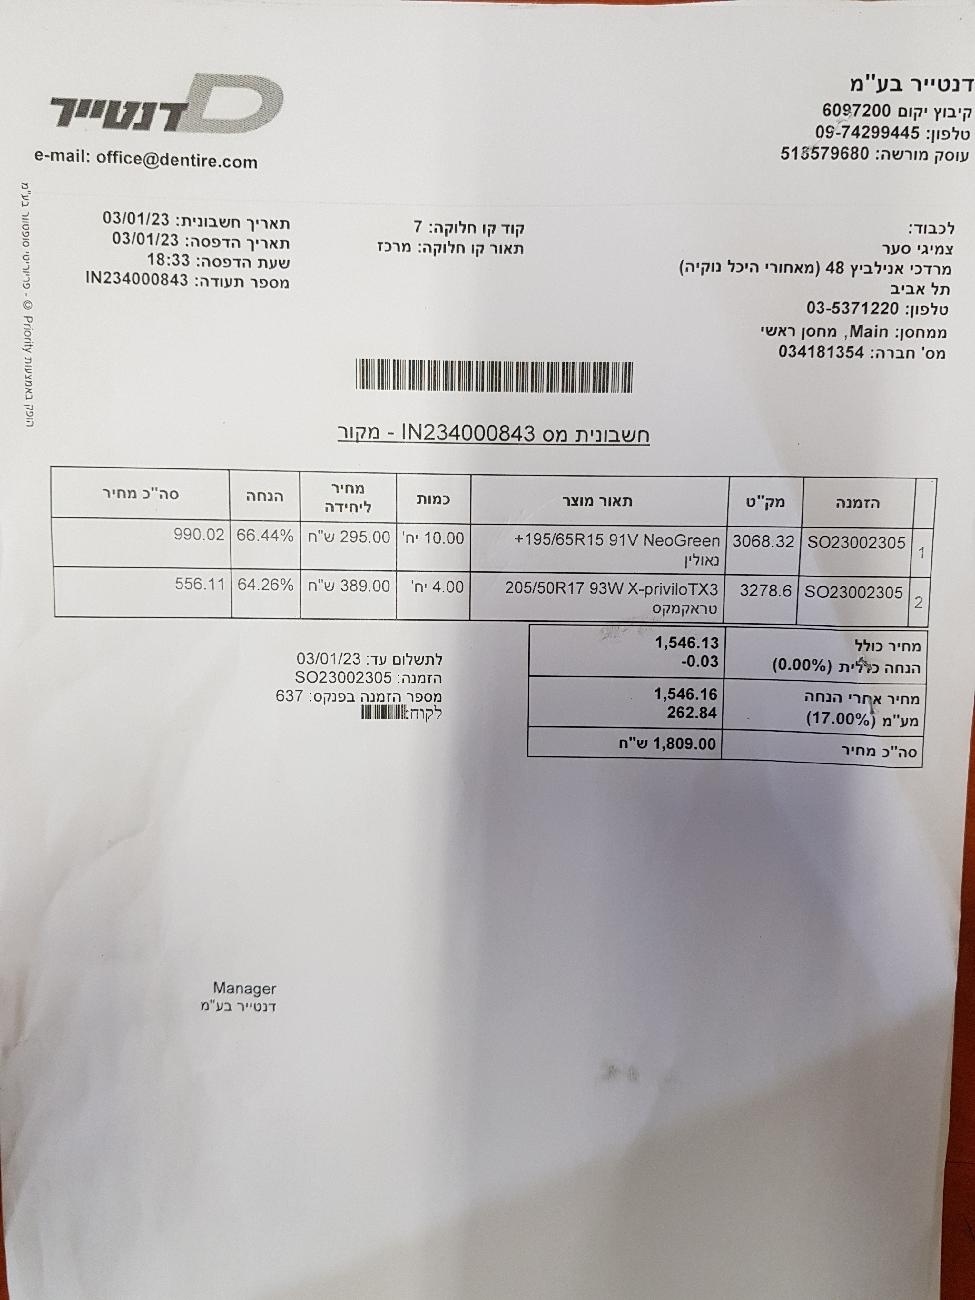 דנטייר בע"מ
קיבוץ יקום 6097200
טלפון: 09-74299445
עוסק מורשה: 513579680
דנטייר
e-mail: office@dentire.com
לכבוד:
צמיגי סער
מרדכי אנילביץ 48 (מאחורי היכל נוקיה)
תל אביב
טלפון: 03-5371220
ממחסן: Main, מחסן ראשי
מס' חברה: 034181354
קוד קו חלוקה: 7
תאור קו חלוקה: מרכז
תאריך חשבונית: 03/01/23
תאריך הדפסה: 03/01/23
שעת הדפסה: 18:33
מספר תעודה: IN234000843
הופק באמצעות Priority © - פריוריטי סופטוור בע"מ
חשבונית מס IN234000843 - מקור
הזמנה מק"ט תאור מוצר כמות מחיר ליחידה הנחה סה"כ מחיר
1 SO23002305 3068.32 195/65R15 91V NeoGreen+ 10.00 יח' 295.00 ש"ח 66.44% 990.02
נאולין
2 SO23002305 3278.6 205/50R17 93W X-priviloTX3 4.00 יח' 389.00 ש"ח 64.26% 556.11
טראקמקס
מחיר כולל 1,546.13
הנחה כללית (0.00%) -0.03
מחיר אחרי הנחה 1,546.16
מע"מ (17.00%) 262.84
סה"כ מחיר 1,809.00 ש"ח
לתשלום עד: 03/01/23
הזמנה: SO23002305
מספר הזמנה בפנקס: 637
לקוח:
Manager
דנטייר בע"מ